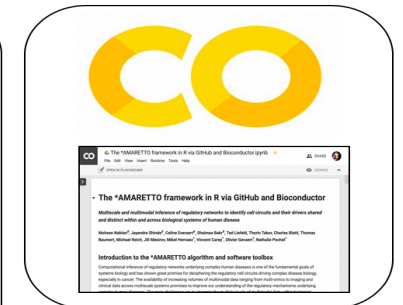 CO
CO
The *AMARETTO framework in R via GitHub and Bioconductor.ipynb
SHARE
File Edit View Insert Runtime Tools Help
OPEN IN PLAYGROUND
The *AMARETTO framework in R via GitHub and Bioconductor
Multiscale and multimodal inference of regulatory networks to identify cell circuits and their drivers shared
and distinct within and across biological systems of human disease
Mohsen Nabian*, Jayendra Shinde*, Celine Everaert*, Shaimaa Bakr*, Ted Liefeld, Thorin Tabor, Charles Blatti, Thomas
Baumert, Michael Reich, Jill Mesirov, Mikel Hernaez*, Vincent Carey*, Olivier Gevaert*, Nathalie Pochet*
Introduction to the *AMARETTO algorithm and software toolbox
Computational inference of regulatory networks underlying complex human diseases is one of the fundamental goals of
systems biology and has shown great promise for deciphering the regulatory cell circuits driving complex disease biology,
especially in cancer. The availability of increasing volumes of multimodal data ranging from multi-omics to imaging and
clinical data across multiscale systems promises to improve our understanding of the regulatory mechanisms underlying